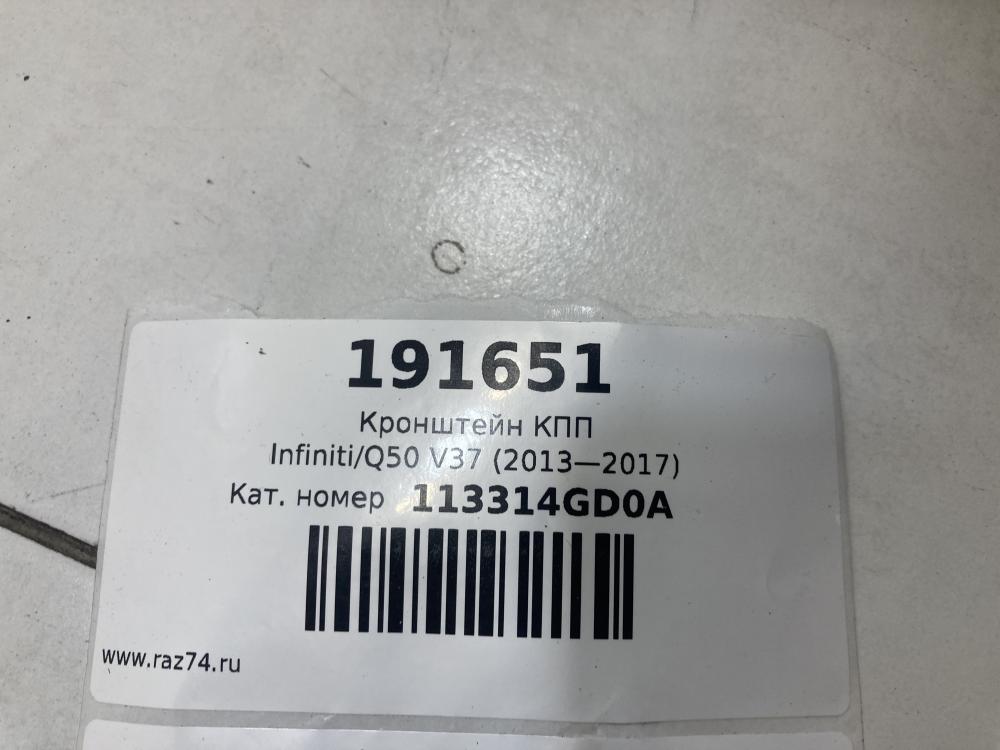 191651
Кронштейн КПП
Infiniti/Q50 V37 (2013—2017)
Кат. номер 113314GD0A
www.raz74.ru